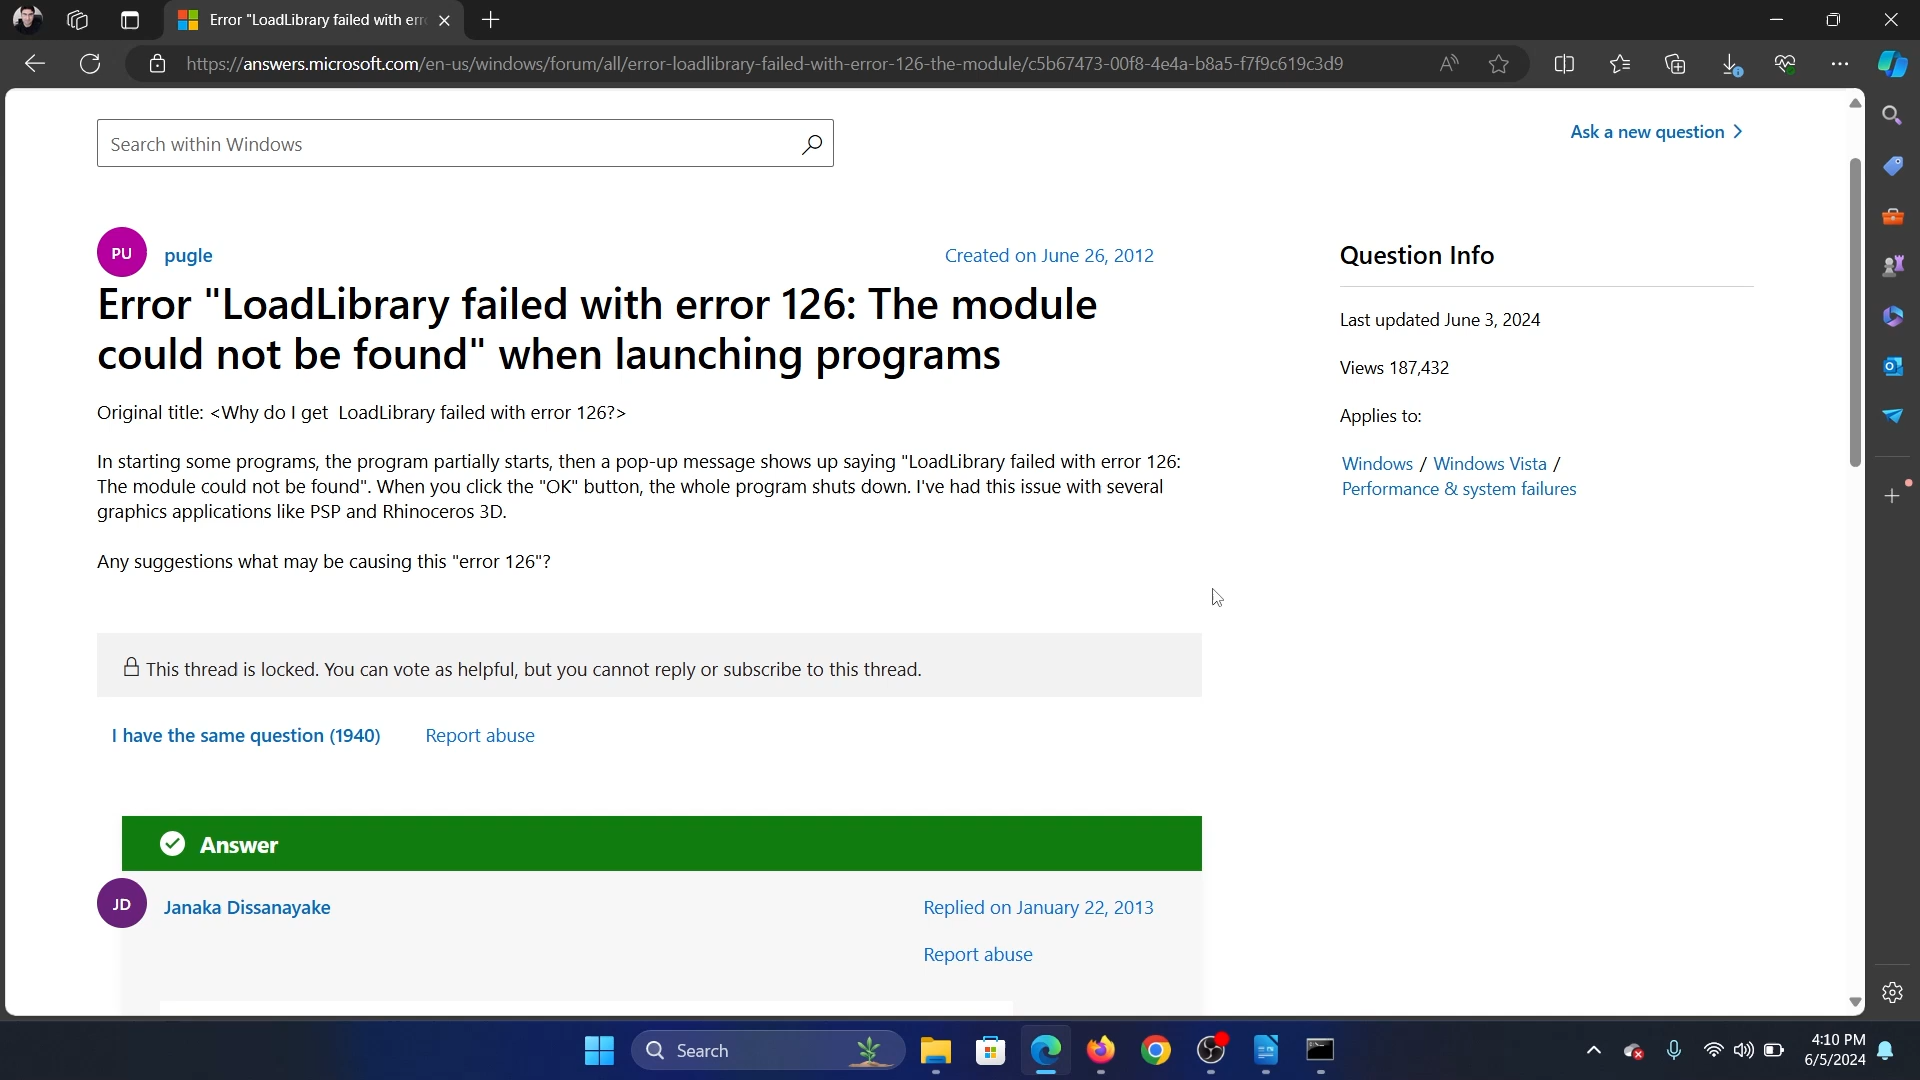 Error "LoadLibrary failed with erro
https://answers.microsoft.com/en-us/windows/forum/all/error-loadlibrary-failed-with-error-126-the-module/c5b67473-00f8-4e4a-b8a5-f7f9c619c3d9
Search within Windows
Ask a new question
PU
pugle
Created on June 26, 2012
Error "LoadLibrary failed with error 126: The module
could not be found" when launching programs
Original title: <Why do I get LoadLibrary failed with error 126?>
In starting some programs, the program partially starts, then a pop-up message shows up saying "LoadLibrary failed with error 126:
The module could not be found". When you click the "OK" button, the whole program shuts down. I've had this issue with several
graphics applications like PSP and Rhinoceros 3D.
Any suggestions what may be causing this "error 126"?
Question Info
Last updated June 3, 2024
Views 187,432
Applies to:
Windows / Windows Vista /
Performance & system failures
This thread is locked. You can vote as helpful, but you cannot reply or subscribe to this thread.
I have the same question (1940)
Report abuse
Answer
JD
Janaka Dissanayake
Replied on January 22, 2013
Report abuse
Search
4:10 PM
6/5/2024